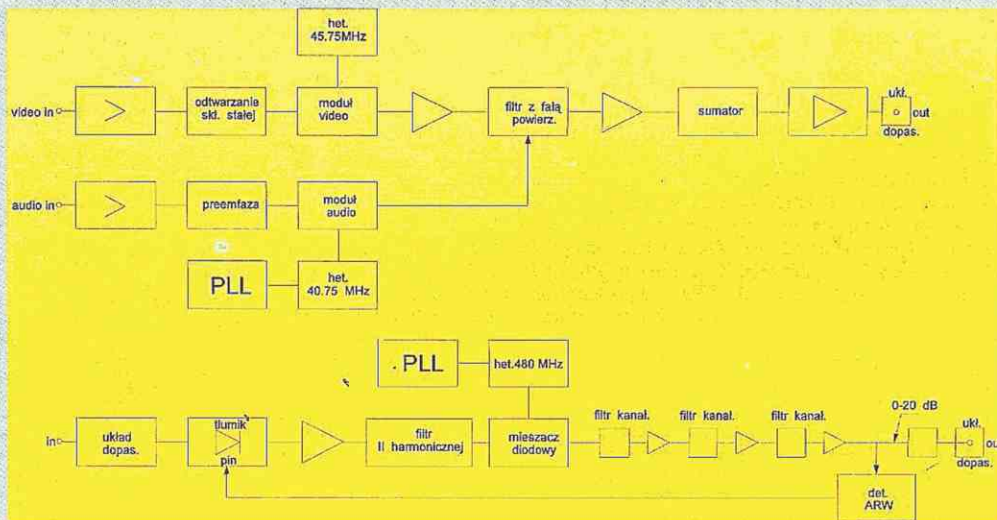 het.
45.75MHz
video in
odtwarzanie
skł. stałej
moduł
video
filtr z falą
powierz.
sumator
ukł.
out
dopas.
audio in
preemfaza
moduł
audio
PLL
het.
40.75 MHz
PLL
het.480 MHz
in
układ
dopas.
tłumik
pin
filtr
II harmonicznej
mieszacz
diodowy
filtr kanał.
filtr kanał.
filtr kanał.
0-20 dB
ukł.
ou
dopas.
det.
ARW